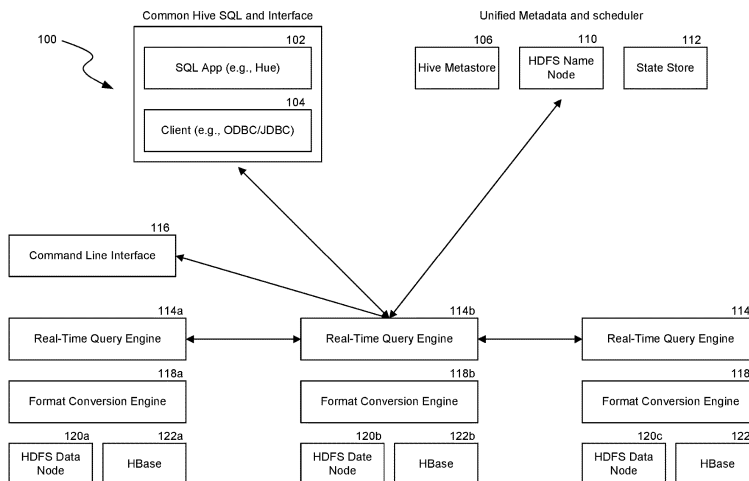 Common Hive SQL and Interface
Unified Metadata and scheduler
100
102
SQL App (e.g., Hue)
104
Client (e.g., ODBC/JDBC)
106
Hive Metastore
110
HDFS Name
Node
112
State Store
116
Command Line Interface
114a
Real-Time Query Engine
114b
Real-Time Query Engine
114
Real-Time Query Engine
118a
Format Conversion Engine
118b
Format Conversion Engine
118
Format Conversion Engine
120a
HDFS Data
Node
122a
HBase
120b
HDFS Date
Node
122b
HBase
120c
HDFS Data
Node
122
HBase